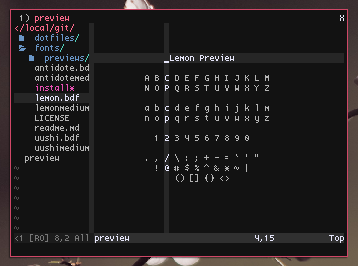 1) preview X
</local/git/
dotfiles/
fonts/
previews/
antidote.bd
antidotemed
install*
lemon.bdf
lemonmedium
LICENSE
readme.md
uushi.bdf
uushimedium
preview
~
~
~
~
~
~
<1 [RO] 8,2 All
Lemon Preview
A B C D E F G H I J K L M
N O P Q R S T U V W X Y Z
a b c d e f g h i j k l m
n o p q r s t u v w x y z
1 2 3 4 5 6 7 8 9 0
. , / \ : ; + - = ` ' "
! @ # $ % ^ & * ~ |
() [] {} <>
preview 4,15 Top